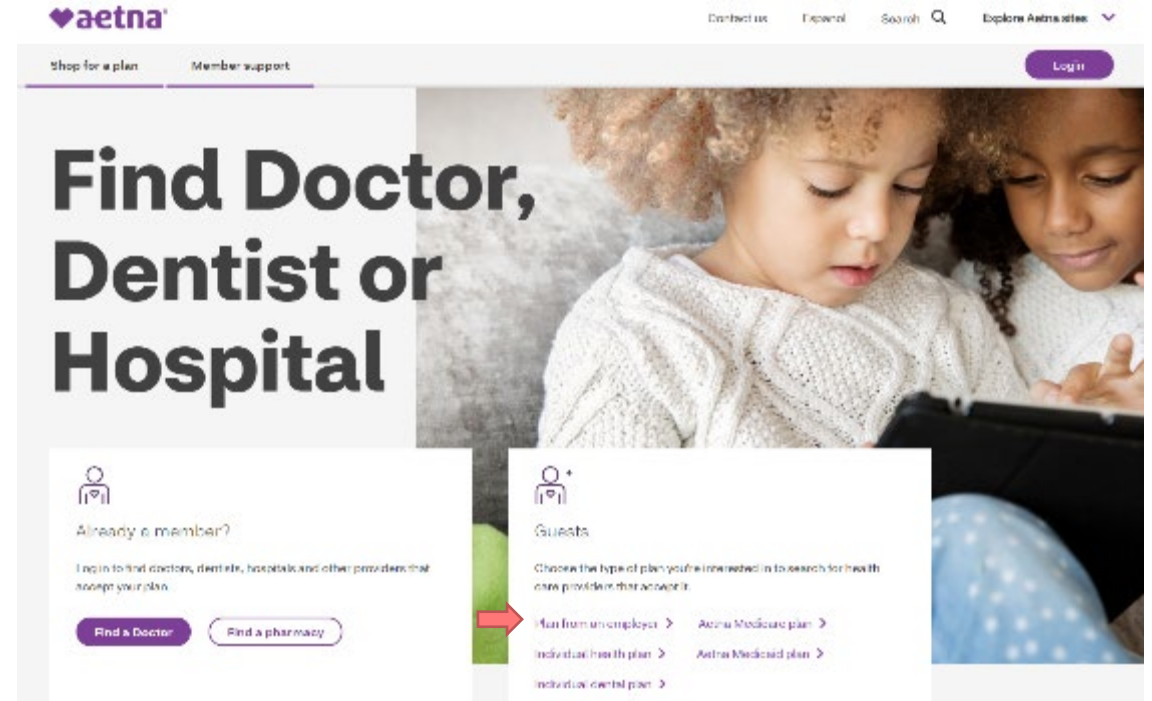 aetna
Contact us Espanol Search Explore Aetna sites
Shop for a plan Member support Login
Find Doctor,
Dentist or
Hospital
Already a member?
Log in to find doctors, dentists, hospitals and other providers that
accept your plan
Find a Doctor Find a pharmacy
Guests
Choose the type of plan you're interested in to search for health
care providers that accept it.
Plan from an employer > Aetna Medicare plan >
Individual health plan > Aetna Medicaid plan >
Individual dental plan >